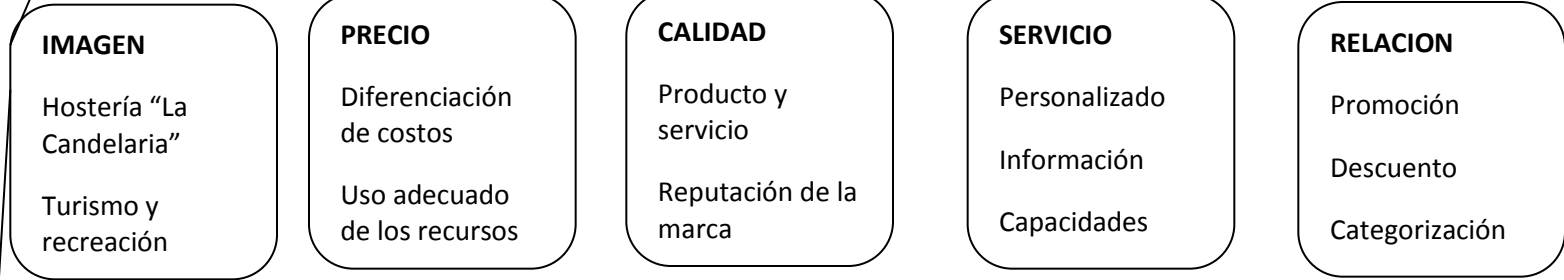 IMAGEN
Hostería “La
Candelaria”
Turismo y
recreación
PRECIO
Diferenciación
de costos
Uso adecuado
de los recursos
CALIDAD
Producto y
servicio
Reputación de la
marca
SERVICIO
Personalizado
Información
Capacidades
RELACION
Promoción
Descuento
Categorización